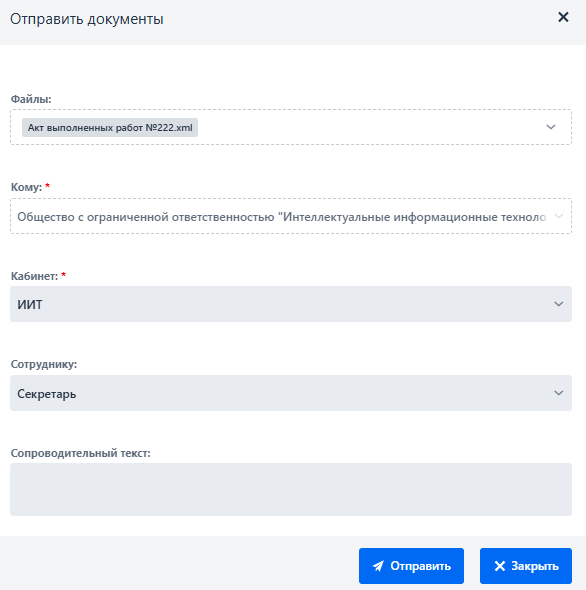 Отправить документы
Файлы:
Акт выполненных работ №222.xml
Кому: *
Общество с ограниченной ответственностью "Интеллектуальные информационные техноло
Кабинет: *
ИИТ
Сотруднику:
Секретарь
Сопроводительный текст:
Отправить Закрыть